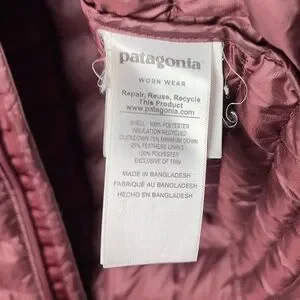 patagonia
WORN WEAR
Repair, Reuse, Recycle
This Product
www.patagonia.com
SHELL: 100% POLYESTER
INSULATION RECYCLED
DUCKDOWN 75% MINIMUM DOWN
25% FEATHERS LINING:
100% POLYESTER
EXCLUSIVE OF TRIM
MADE IN BANGLADESH
FABRIQUÉ AU BANGLADESH
HECHO EN BANGLADESH